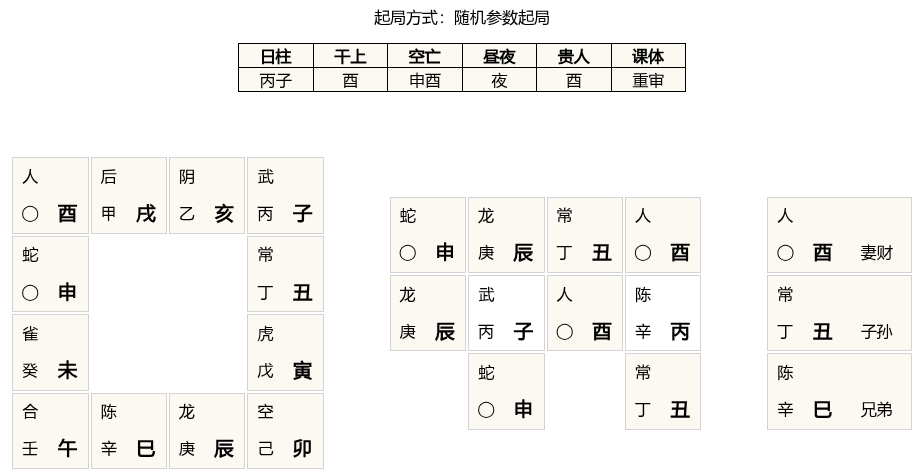 起局方式：随机参数起局
日柱 干上 空亡 昼夜 贵人 课体
丙子 酉 申酉 夜 酉 重审
人 后 阴 武
〇 酉 甲 戌 乙 亥 丙 子
蛇 常
〇 申 丁 丑
雀 虎
癸 未 戊 寅
合 陈 龙 空
壬 午 辛 巳 庚 辰 己 卯
蛇 龙 常 人
〇 申 庚 辰 丁 丑 〇 酉
龙 武 人 陈
庚 辰 丙 子 〇 酉 辛 丙
蛇 常
〇 申 丁 丑
人
〇 酉 妻财
常
丁 丑 子孙
陈
辛 巳 兄弟